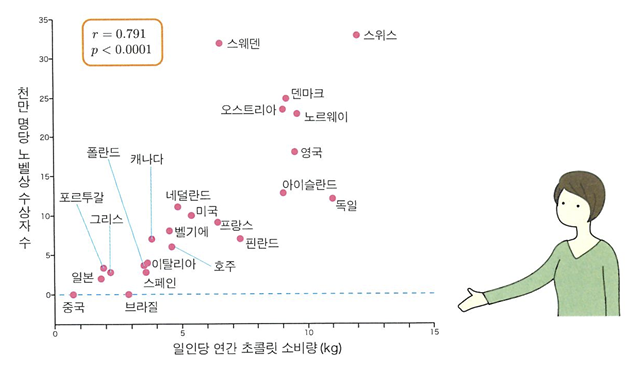 r = 0.791
p < 0.0001
천만 명당 노벨상 수상자 수
35
30
25
20
15
10
5
0
스웨덴
스위스
덴마크
오스트리아
노르웨이
영국
폴란드
캐나다
아이슬란드
독일
포르투갈
네덜란드
그리스
미국
프랑스
벨기에
핀란드
일본
이탈리아
호주
스페인
중국
브라질
0
5
10
15
일인당 연간 초콜릿 소비량 (kg)